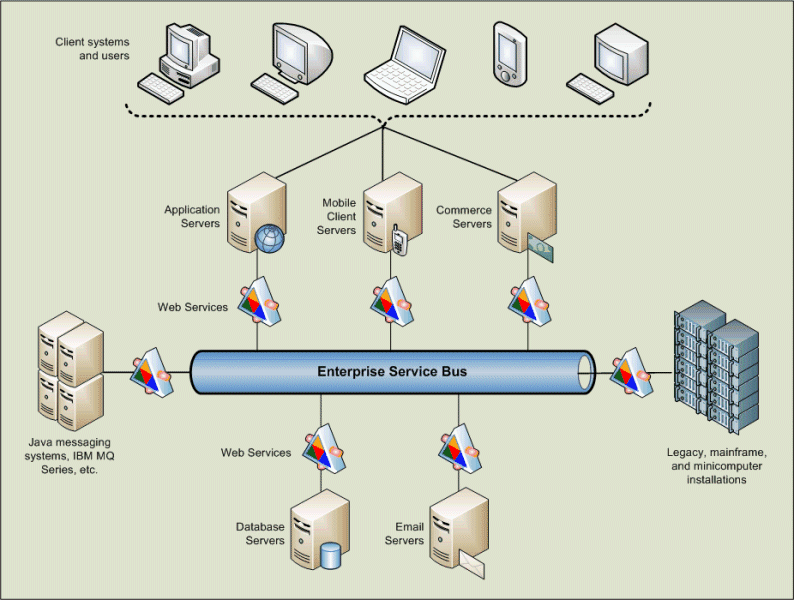 Client systems
and users
Application
Servers
Mobile
Client
Servers
Commerce
Servers
Web Services
Enterprise Service Bus
Java messaging
systems, IBM MQ
Series, etc.
Legacy, mainframe,
and minicomputer
installations
Web Services
Database
Servers
Email
Servers